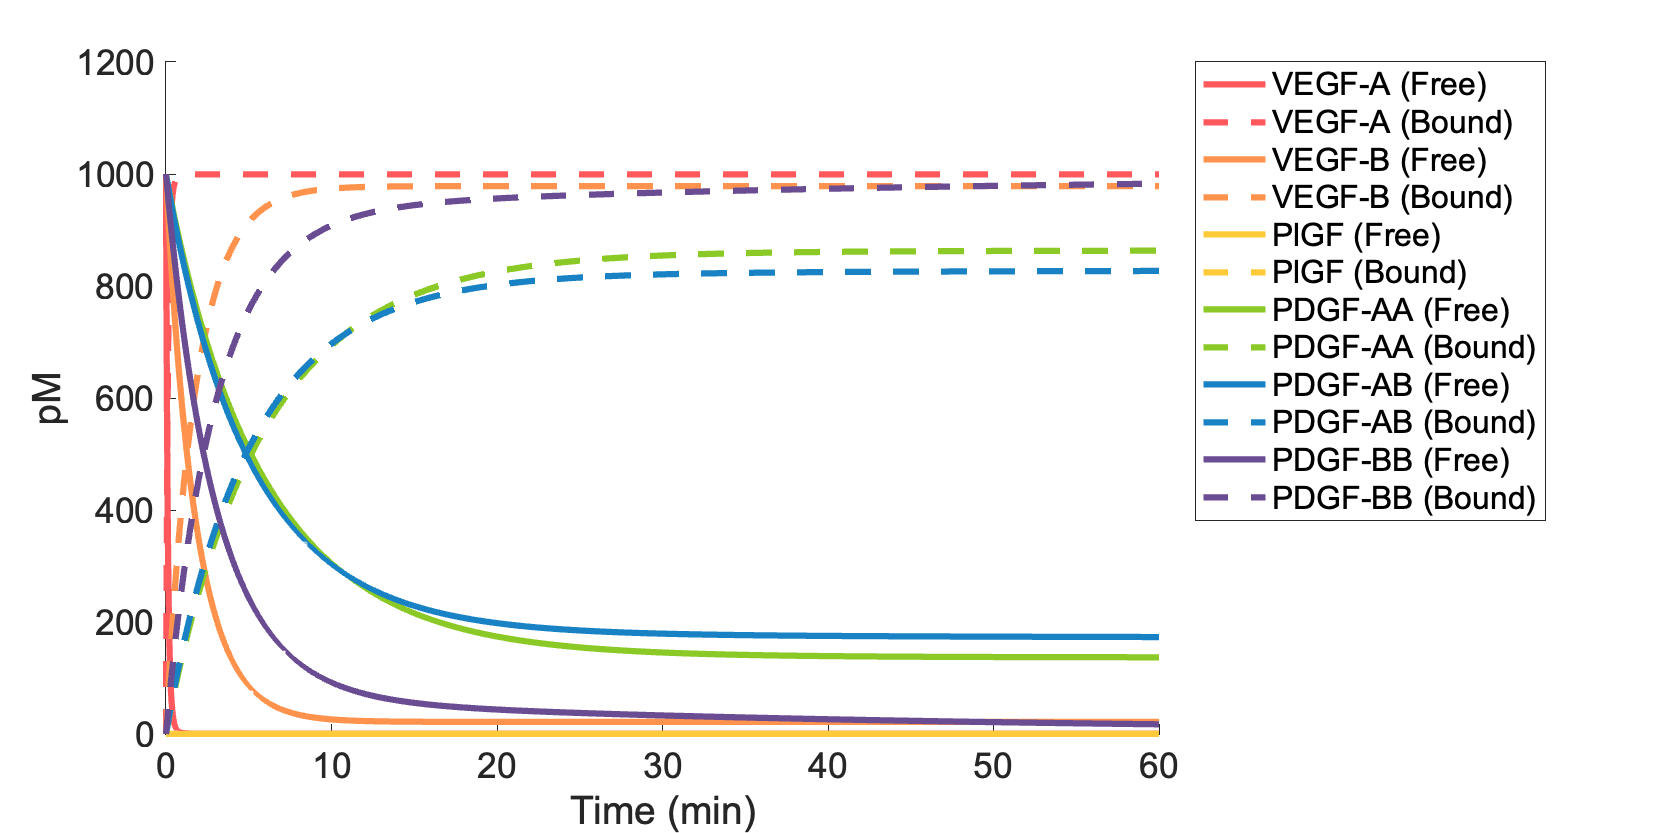 1200
1000
800
600
400
200
0
pM
0 10 20 30 40 50 60
Time (min)
VEGF-A (Free)
VEGF-A (Bound)
VEGF-B (Free)
VEGF-B (Bound)
PlGF (Free)
PlGF (Bound)
PDGF-AA (Free)
PDGF-AA (Bound)
PDGF-AB (Free)
PDGF-AB (Bound)
PDGF-BB (Free)
PDGF-BB (Bound)